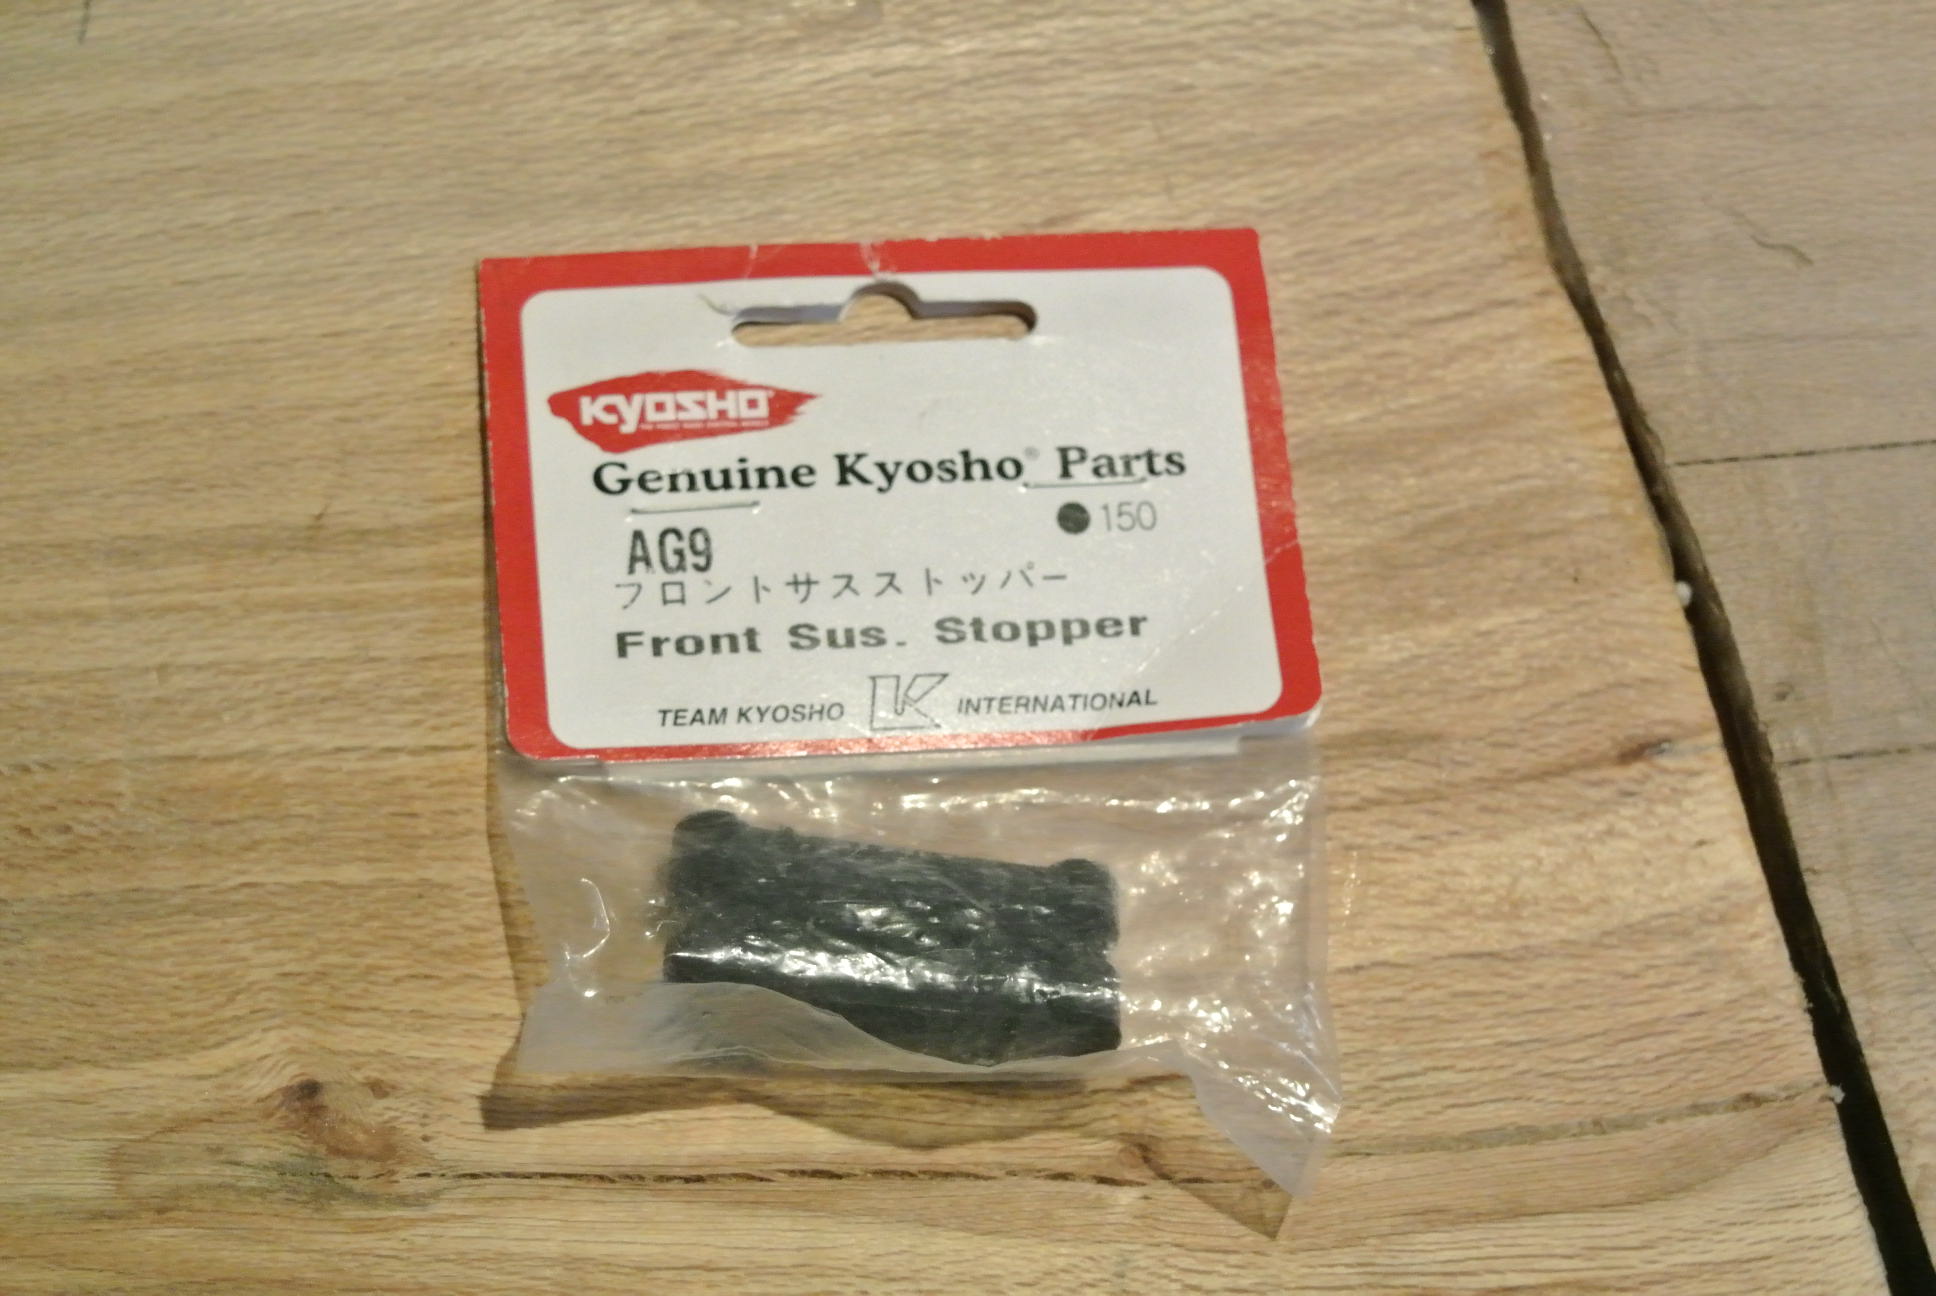 KYOSHO
Genuine Kyosho® Parts
AG9
●150
フロントサスストッパー
Front Sus. Stopper
TEAM KYOSHO K INTERNATIONAL